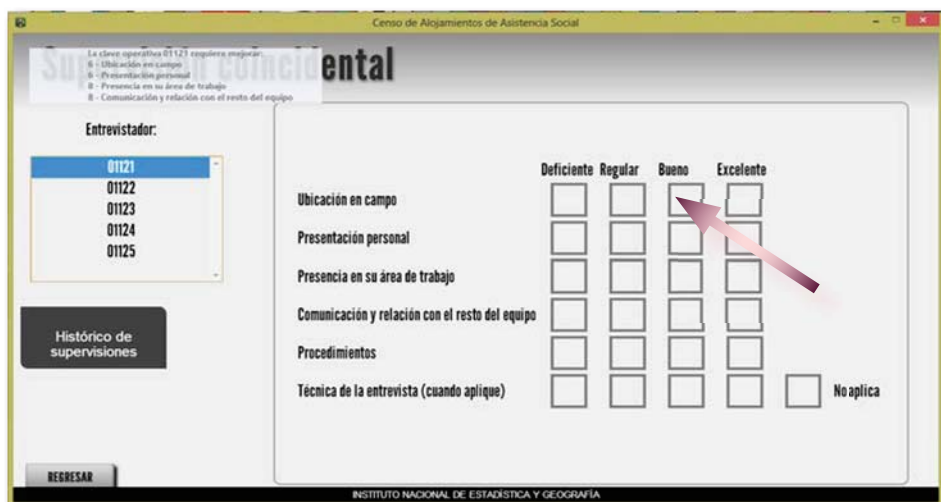 Censo de Alojamientos de Asistencia Social
Supervisión coincidental
La clave operativa 01121 requiere mejorar:
6 - Ubicación en campo
6 - Presentación personal
8 - Presencia en su área de trabajo
8 - Comunicación y relación con el resto del equipo
Entrevistador:
01121
01122
01123
01124
01125
Histórico de
supervisiones
REGRESAR
Deficiente Regular Bueno Excelente
Ubicación en campo
Presentación personal
Presencia en su área de trabajo
Comunicación y relación con el resto del equipo
Procedimientos
Técnica de la entrevista (cuando aplique)
No aplica
INSTITUTO NACIONAL DE ESTADÍSTICA Y GEOGRAFÍA